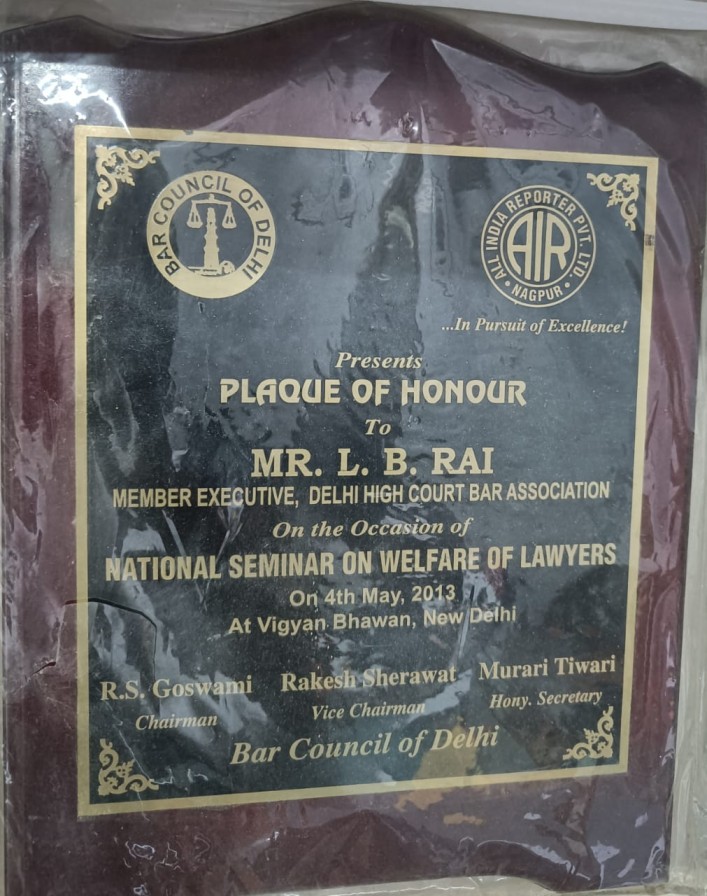 BAR COUNCIL OF DELHI
ALL INDIA REPORTER PVT. LTD.
AIR
• NAGPUR •
...In Pursuit of Excellence!
Presents
PLAQUE OF HONOUR
To
MR. L. B. RAI
MEMBER EXECUTIVE, DELHI HIGH COURT BAR ASSOCIATION
On the Occasion of
NATIONAL SEMINAR ON WELFARE OF LAWYERS
On 4th May, 2013
At Vigyan Bhawan, New Delhi
R.S. Goswami Rakesh Sherawat Murari Tiwari
Chairman Vice Chairman Hony. Secretary
Bar Council of Delhi